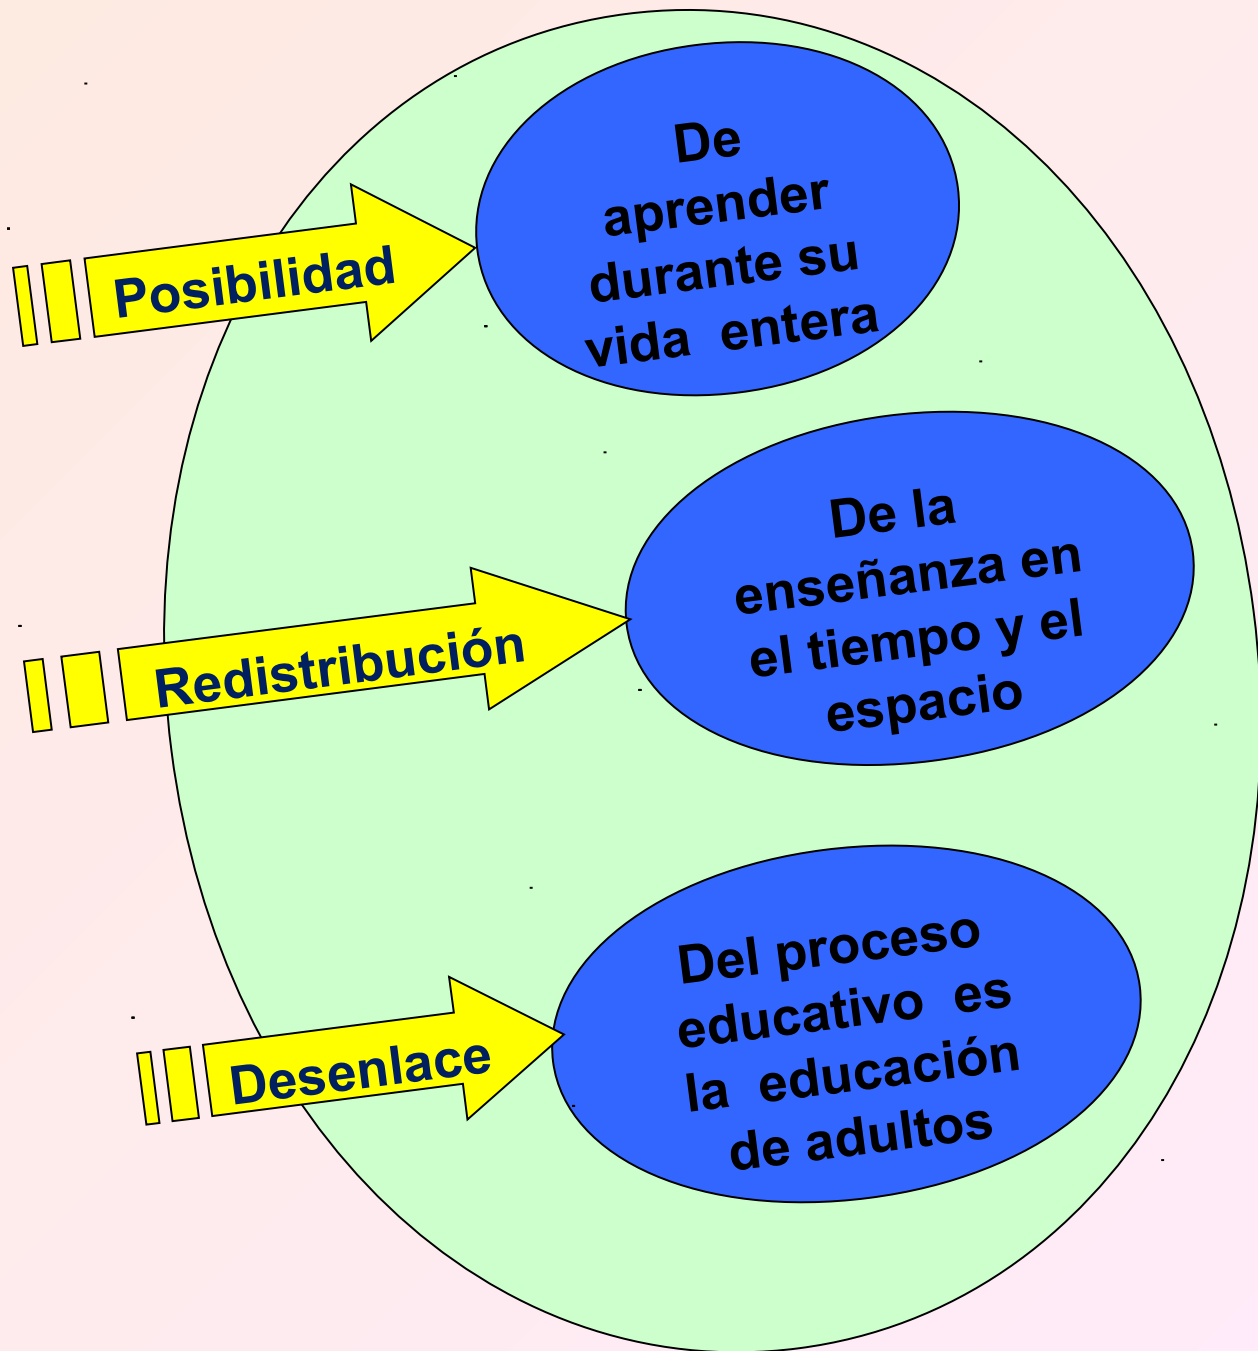 Posibilidad
De
aprender
durante su
vida entera
Redistribución
De la
enseñanza en
el tiempo y el
espacio
Desenlace
Del proceso
educativo es
la educación
de adultos